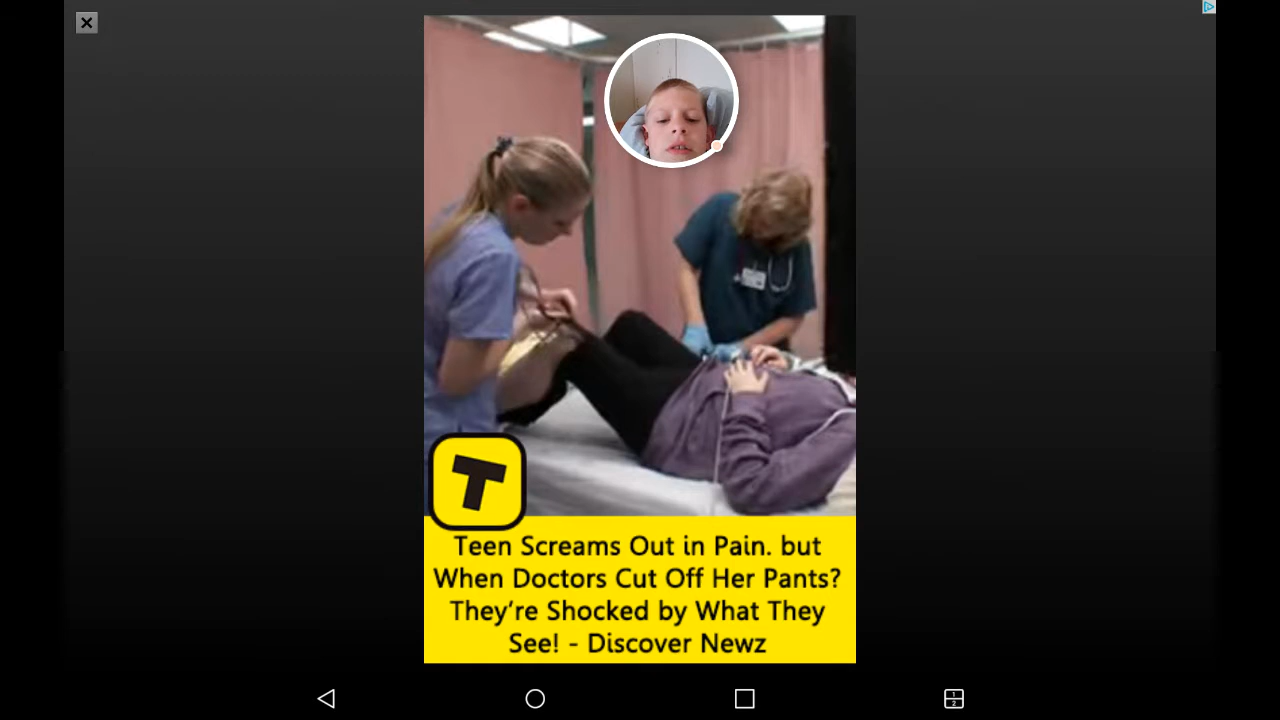 T
Teen Screams Out in Pain. but
When Doctors Cut Off Her Pants?
They're Shocked by What They
See! - Discover Newz